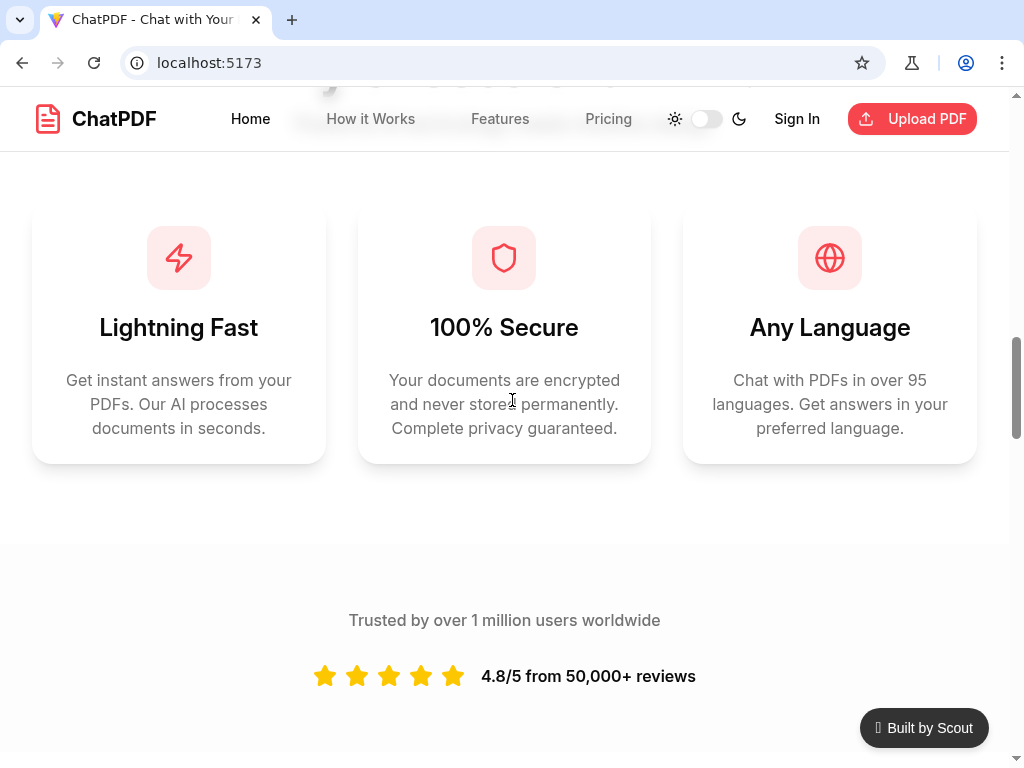 ChatPDF - Chat with Your
localhost:5173
ChatPDF
Home
How it Works
Features
Pricing
Sign In
Upload PDF
Lightning Fast
Get instant answers from your
PDFs. Our AI processes
documents in seconds.
100% Secure
Your documents are encrypted
and never stored permanently.
Complete privacy guaranteed.
Any Language
Chat with PDFs in over 95
languages. Get answers in your
preferred language.
Trusted by over 1 million users worldwide
4.8/5 from 50,000+ reviews
Built by Scout